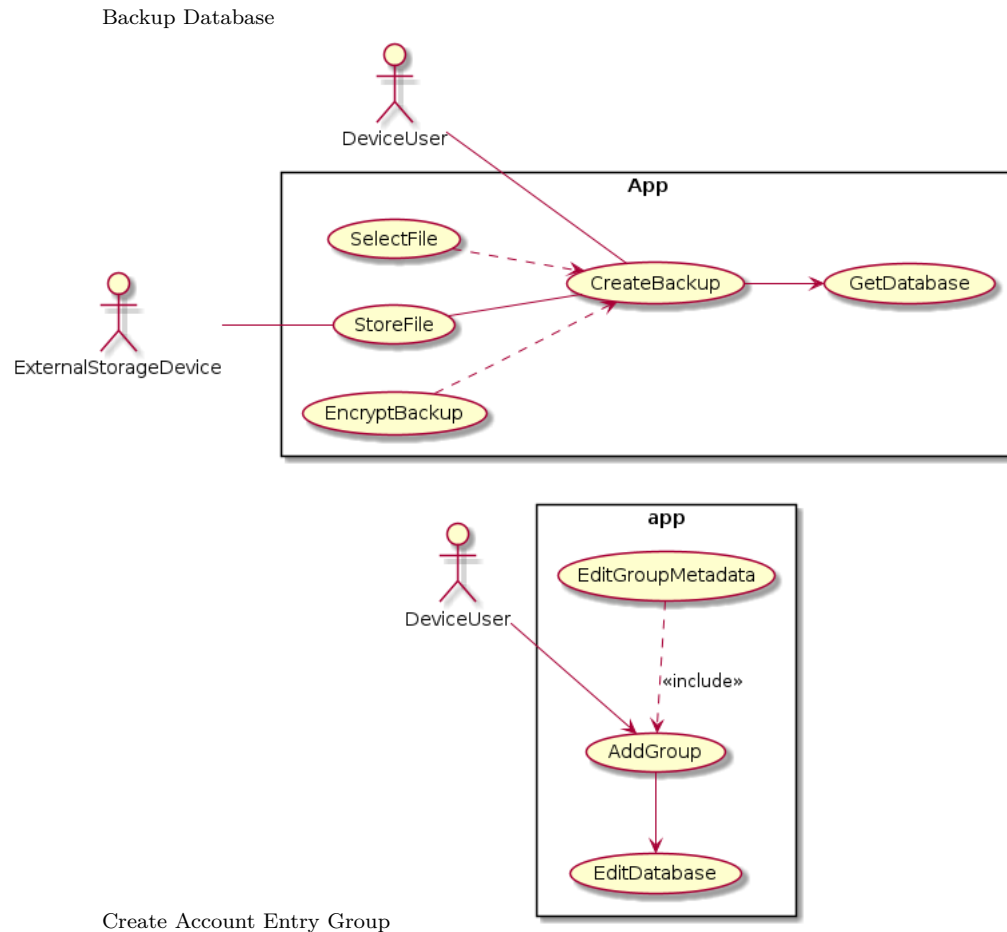 Backup Database
DeviceUser
App
SelectFile
CreateBackup
GetDatabase
StoreFile
ExternalStorageDevice
EncryptBackup
app
EditGroupMetadata
DeviceUser
«include»
AddGroup
EditDatabase
Create Account Entry Group